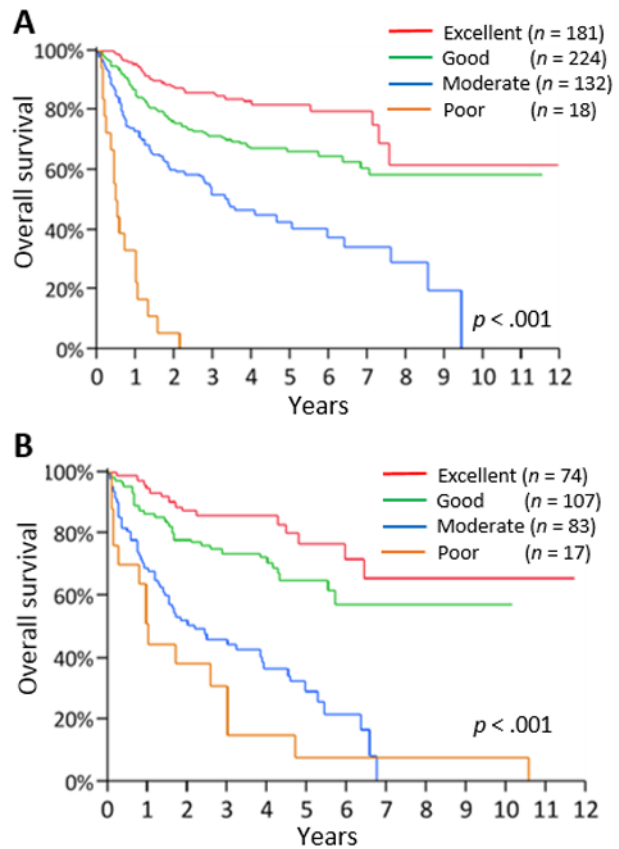 A
Excellent (n = 181)
Good (n = 224)
Moderate (n = 132)
Poor (n = 18)
Overall survival
100%
80%
60%
40%
20%
0%
p < .001
0 1 2 3 4 5 6 7 8 9 10 11 12
Years
B
Excellent (n = 74)
Good (n = 107)
Moderate (n = 83)
Poor (n = 17)
Overall survival
100%
80%
60%
40%
20%
0%
p < .001
0 1 2 3 4 5 6 7 8 9 10 11 12
Years